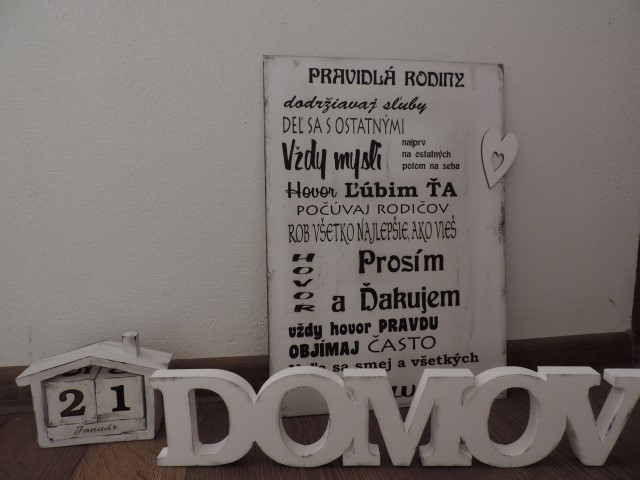 PRAVIDLÁ RODINY
dodržiavaj sľuby
DEĽ SA S OSTATNÝMI
Vždy mysli najprv
na ostatných
potom na seba
Hovor ĽÚBIM ŤA
POČÚVAJ RODIČOV
ROB VŠETKO NAJLEPŠIE, AKO VIEŠ
HOVOR Prosím
a Ďakujem
vždy hovor PRAVDU
OBJÍMAJ ČASTO
sa smej a všetkých
21
Január
DOMOV